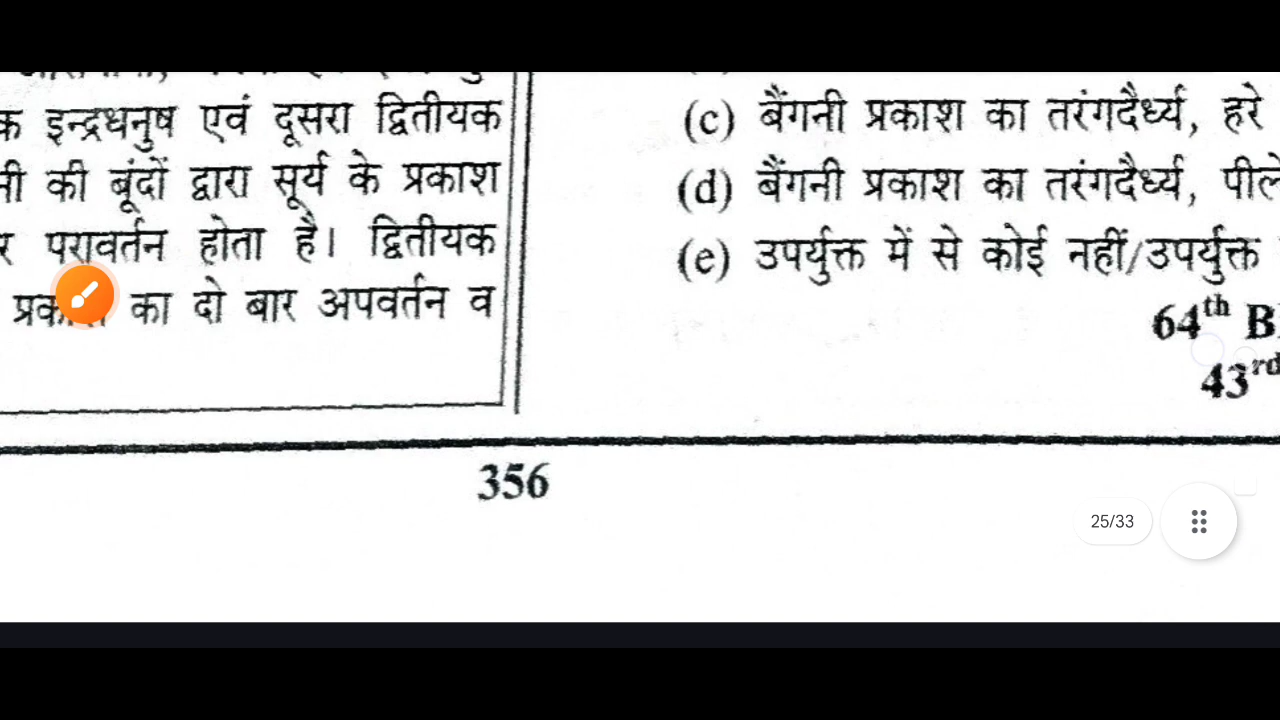 क इन्द्रधनुष एवं दूसरा द्वितीयक
नी की बूंदों द्वारा सूर्य के प्रकाश
र परावर्तन होता है। द्वितीयक
का दो बार अपवर्तन व
(c) बैंगनी प्रकाश का तरंगदैर्ध्य, हरे
(d) बैंगनी प्रकाश का तरंगदैर्ध्य,
(e) उपर्युक्त में से कोई नहीं/उपर्युक्त
64th
43rd
356
25/33